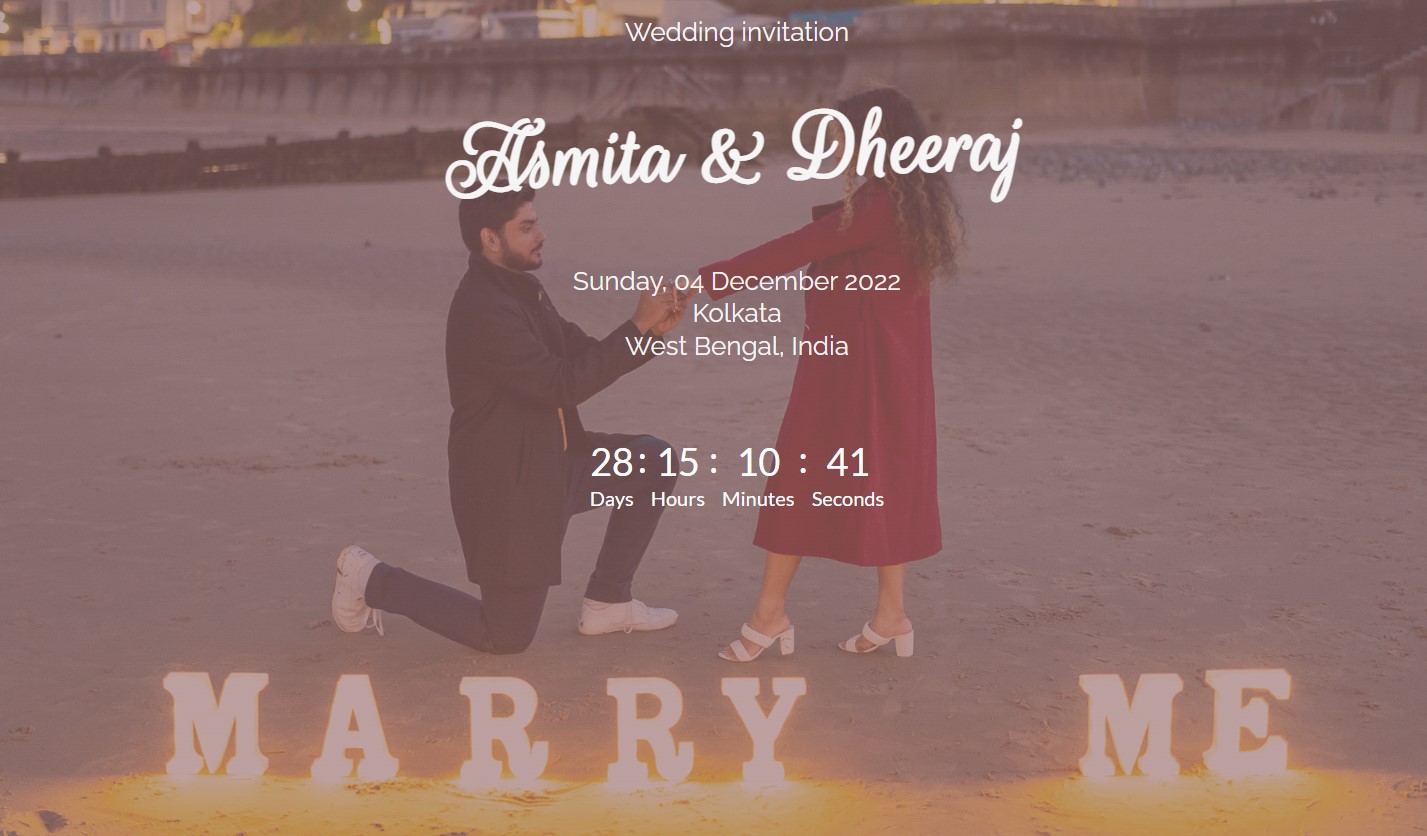 Wedding invitation
Asmita & Dheeraj
Sunday, 04 December 2022
Kolkata
West Bengal, India
28 : 15 : 10 : 41
Days Hours Minutes Seconds
MARRY ME